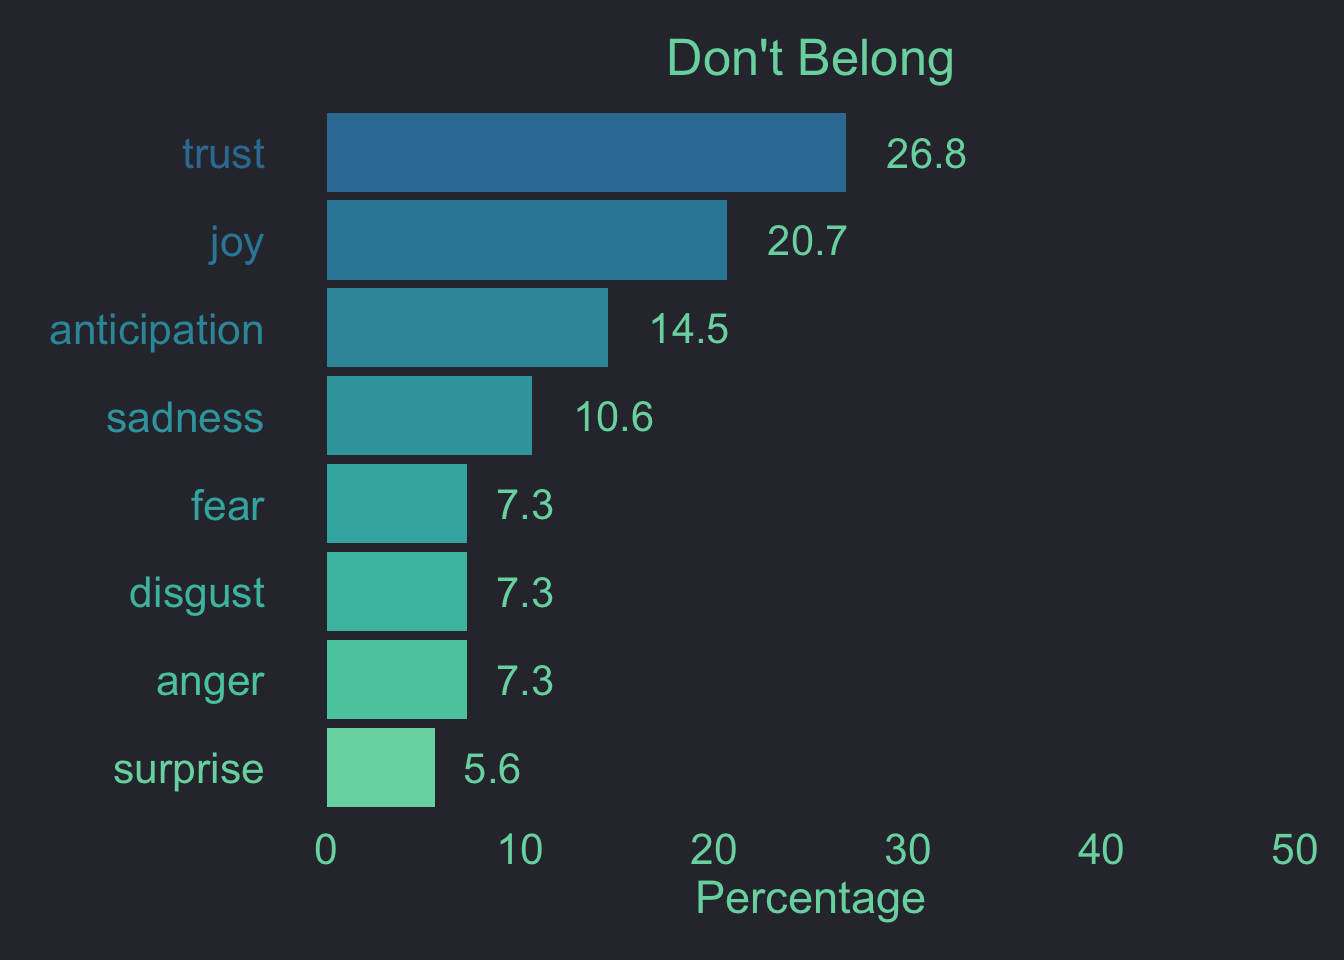 Don't Belong
trust 26.8
joy 20.7
anticipation 14.5
sadness 10.6
fear 7.3
disgust 7.3
anger 7.3
surprise 5.6
0 10 20 30 40 50
Percentage